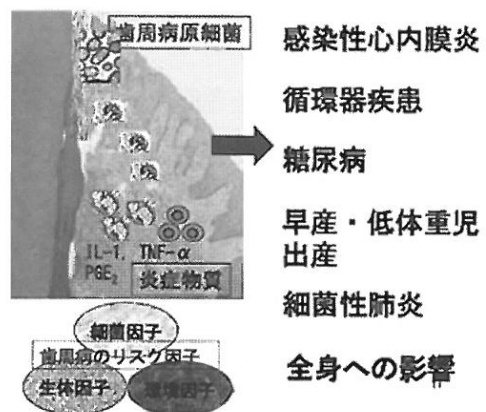 歯周病原細菌
IL-1, TNF-α
PGE₂
炎症物質
細菌因子
歯周病のリスク因子
生体因子
環境因子
感染性心内膜炎
循環器疾患
糖尿病
早産・低体重児
出産
細菌性肺炎
全身への影響